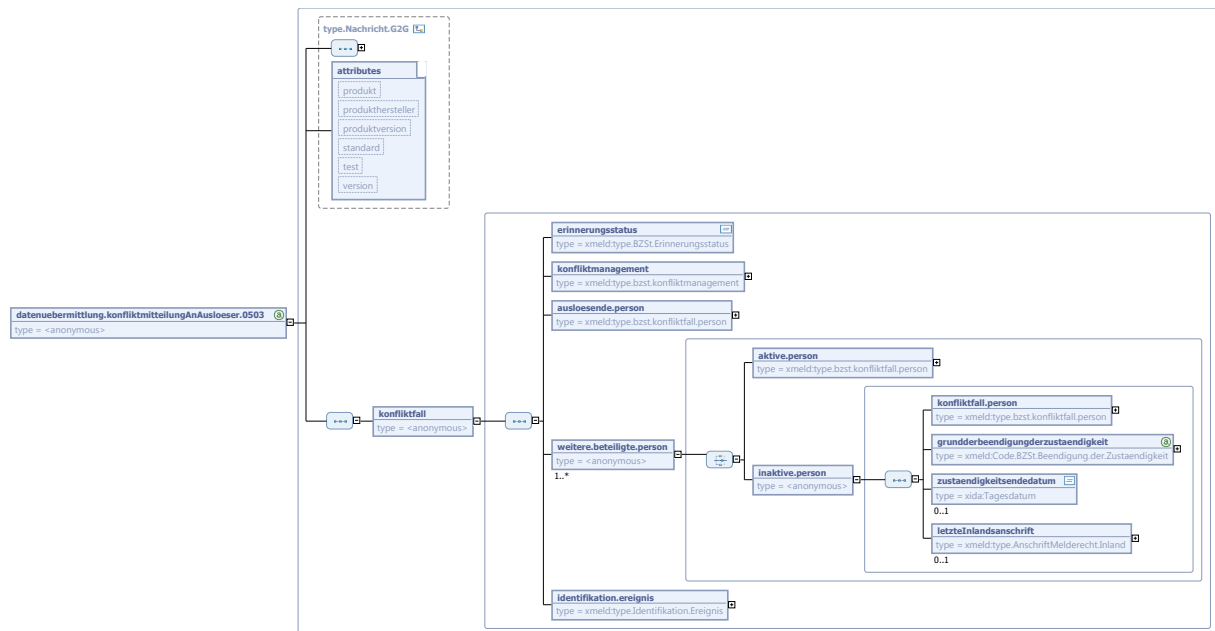 type.Nachricht.G2G
attributes
produkt
produkthersteller
produktversion
standard
test
version
datenuebermittlung.konfliktmitteilungAnAusloeser.0503
type = <anonymous>
konfliktfall
type = <anonymous>
erinnerungsstatus
type = xmeld:type.BZSt.Erinnerungsstatus
konfliktmanagement
type = xmeld:type.bzst.konfliktmanagement
ausloesende.person
type = xmeld:type.bzst.konfliktfall.person
weitere.beteiligte.person
type = <anonymous>
1..*
aktive.person
type = xmeld:type.bzst.konfliktfall.person
inaktive.person
type = <anonymous>
konfliktfall.person
type = xmeld:type.bzst.konfliktfall.person
grundderbeendigungderzustaendigkeit
type = xmeld:Code.BZSt.Beendigung.der.Zustaendigkeit
zustaendigkeitsendedatum
type = xida:Tagesdatum
0..1
letzteInlandsanschrift
type = xmeld:type.AnschriftMelderecht.Inland
0..1
identifikation.ereignis
type = xmeld:type.Identifikation.Ereignis